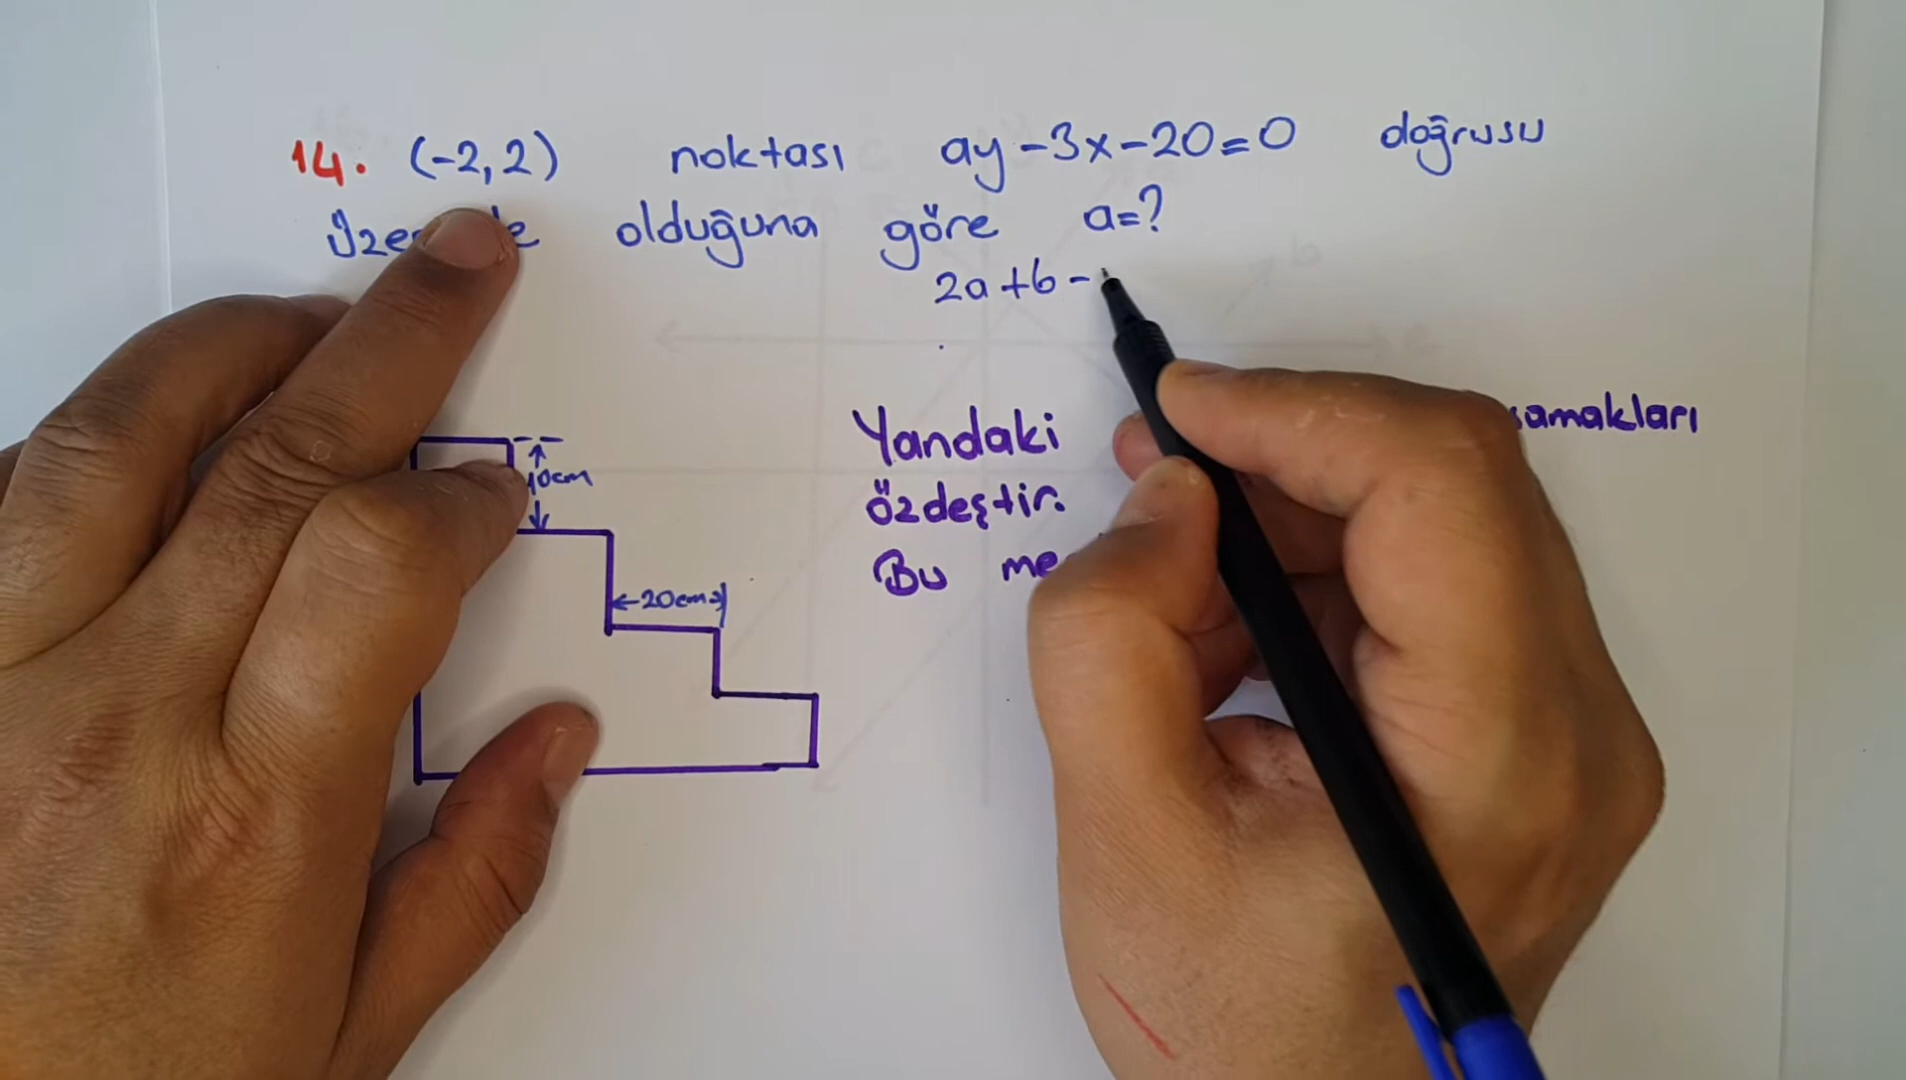 14. (-2,2) noktası ay-3x-20=0 doğrusu
olduğuna göre a=?
2a+6-
10cm
20cm
Yandaki
Özdeştir.
Bu